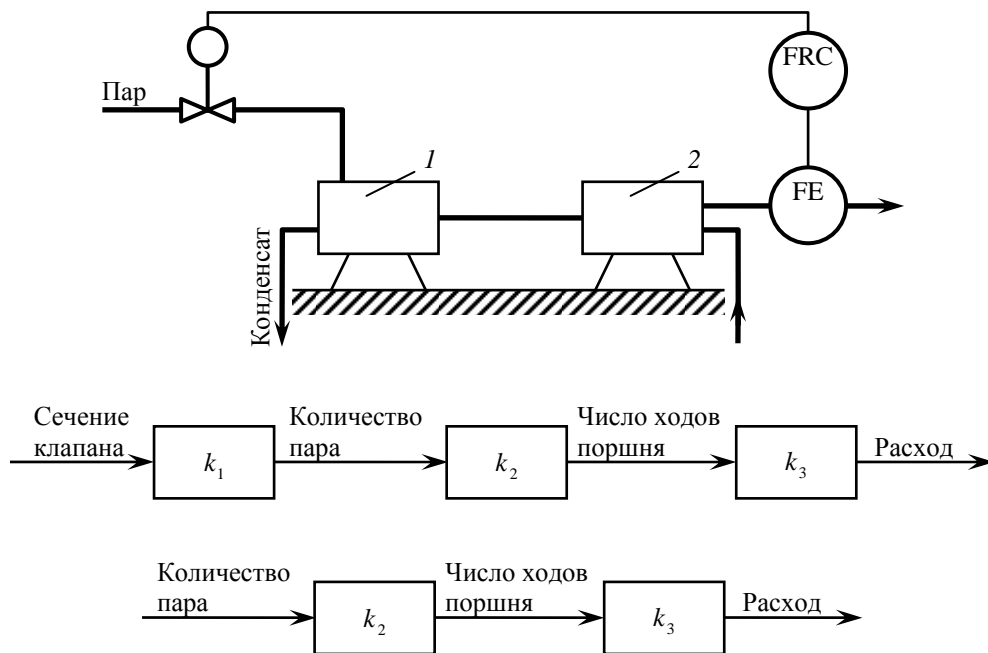 FRC
Пар
1
2
FE
Конденсат
Сечение
клапана
k1
Количество
пара
k2
Число ходов
поршня
k3
Расход
Количество
пара
k2
Число ходов
поршня
k3
Расход